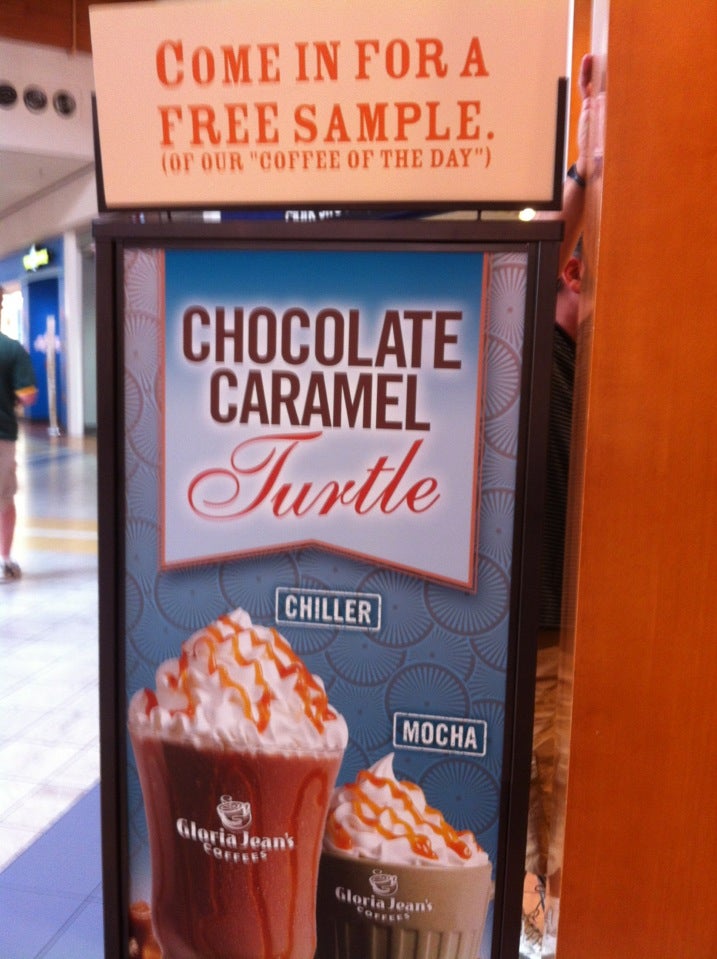 COME IN FOR A
FREE SAMPLE.
(OF OUR "COFFEE OF THE DAY")
CHOCOLATE
CARAMEL
Turtle
CHILLER
MOCHA
Gloria Jean's
COFFEES
Gloria Jean's
COFFEES